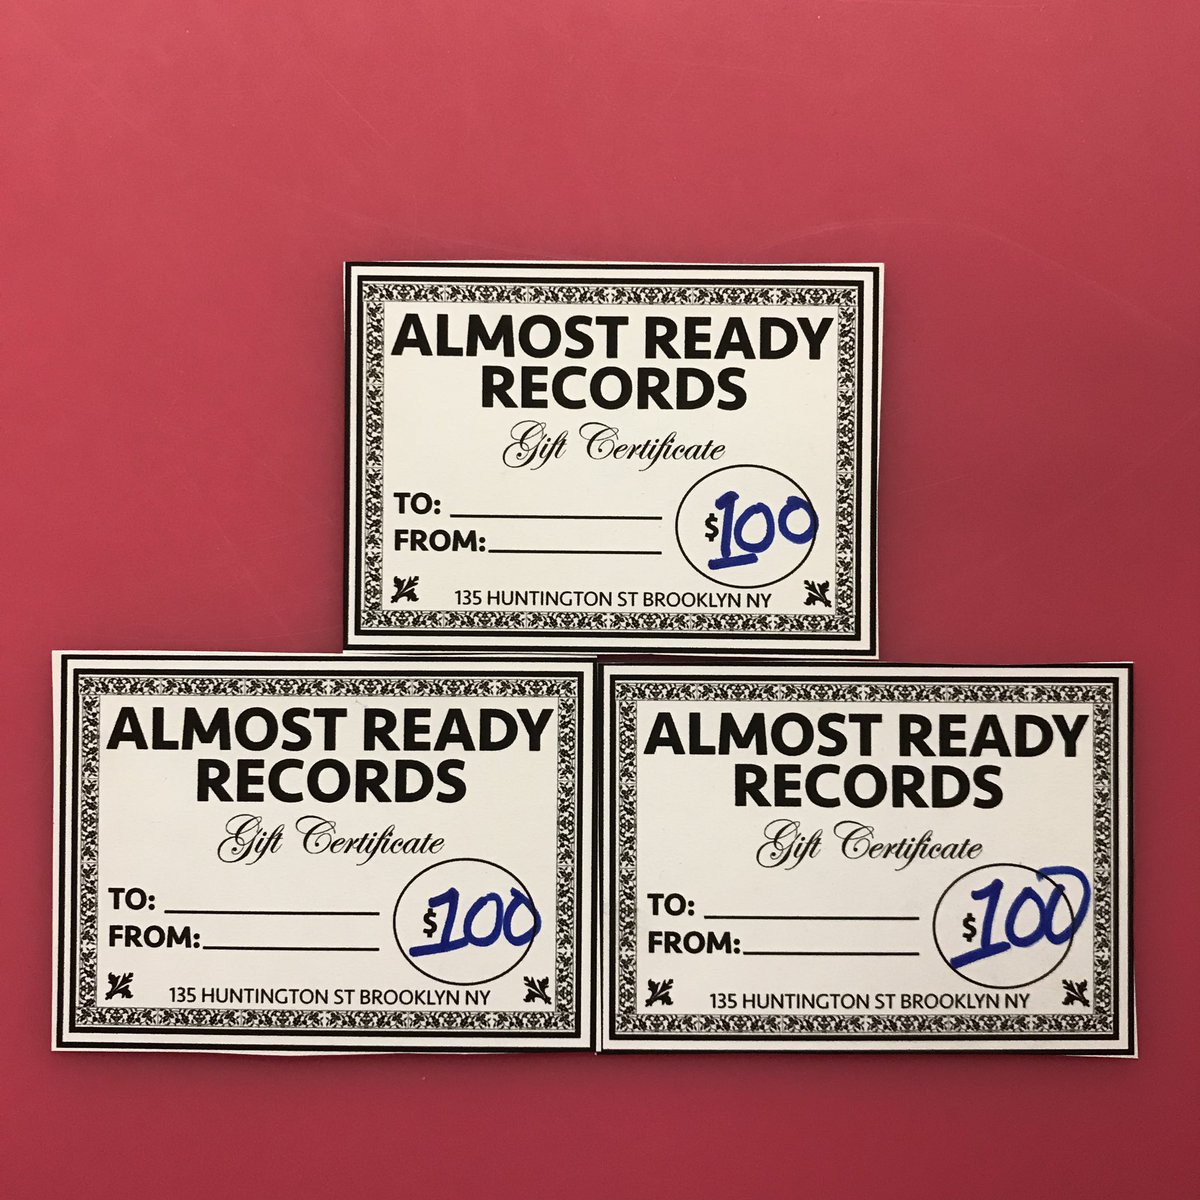 ALMOST READY
RECORDS
Gift Certificate
TO:
FROM:
$100
135 HUNTINGTON ST BROOKLYN NY
ALMOST READY
RECORDS
Gift Certificate
TO:
FROM:
$100
135 HUNTINGTON ST BROOKLYN NY
ALMOST READY
RECORDS
Gift Certificate
TO:
FROM:
$100
135 HUNTINGTON ST BROOKLYN NY